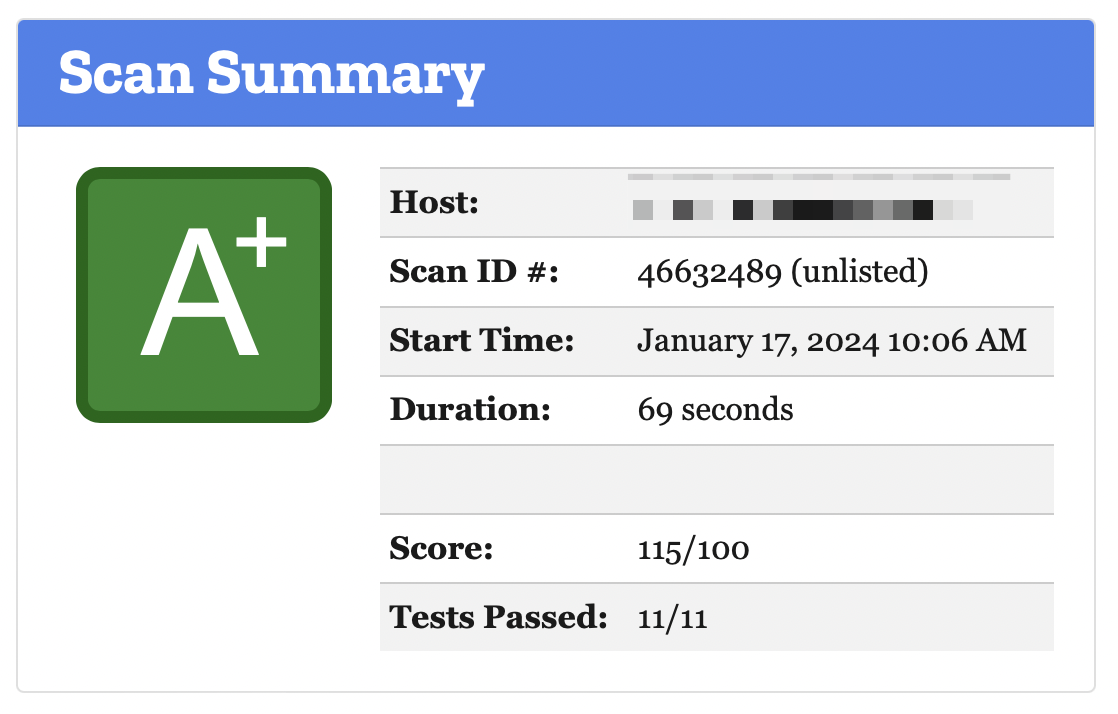 Scan Summary
A+
Host:
Scan ID #: 46632489 (unlisted)
Start Time: January 17, 2024 10:06 AM
Duration: 69 seconds
Score: 115/100
Tests Passed: 11/11